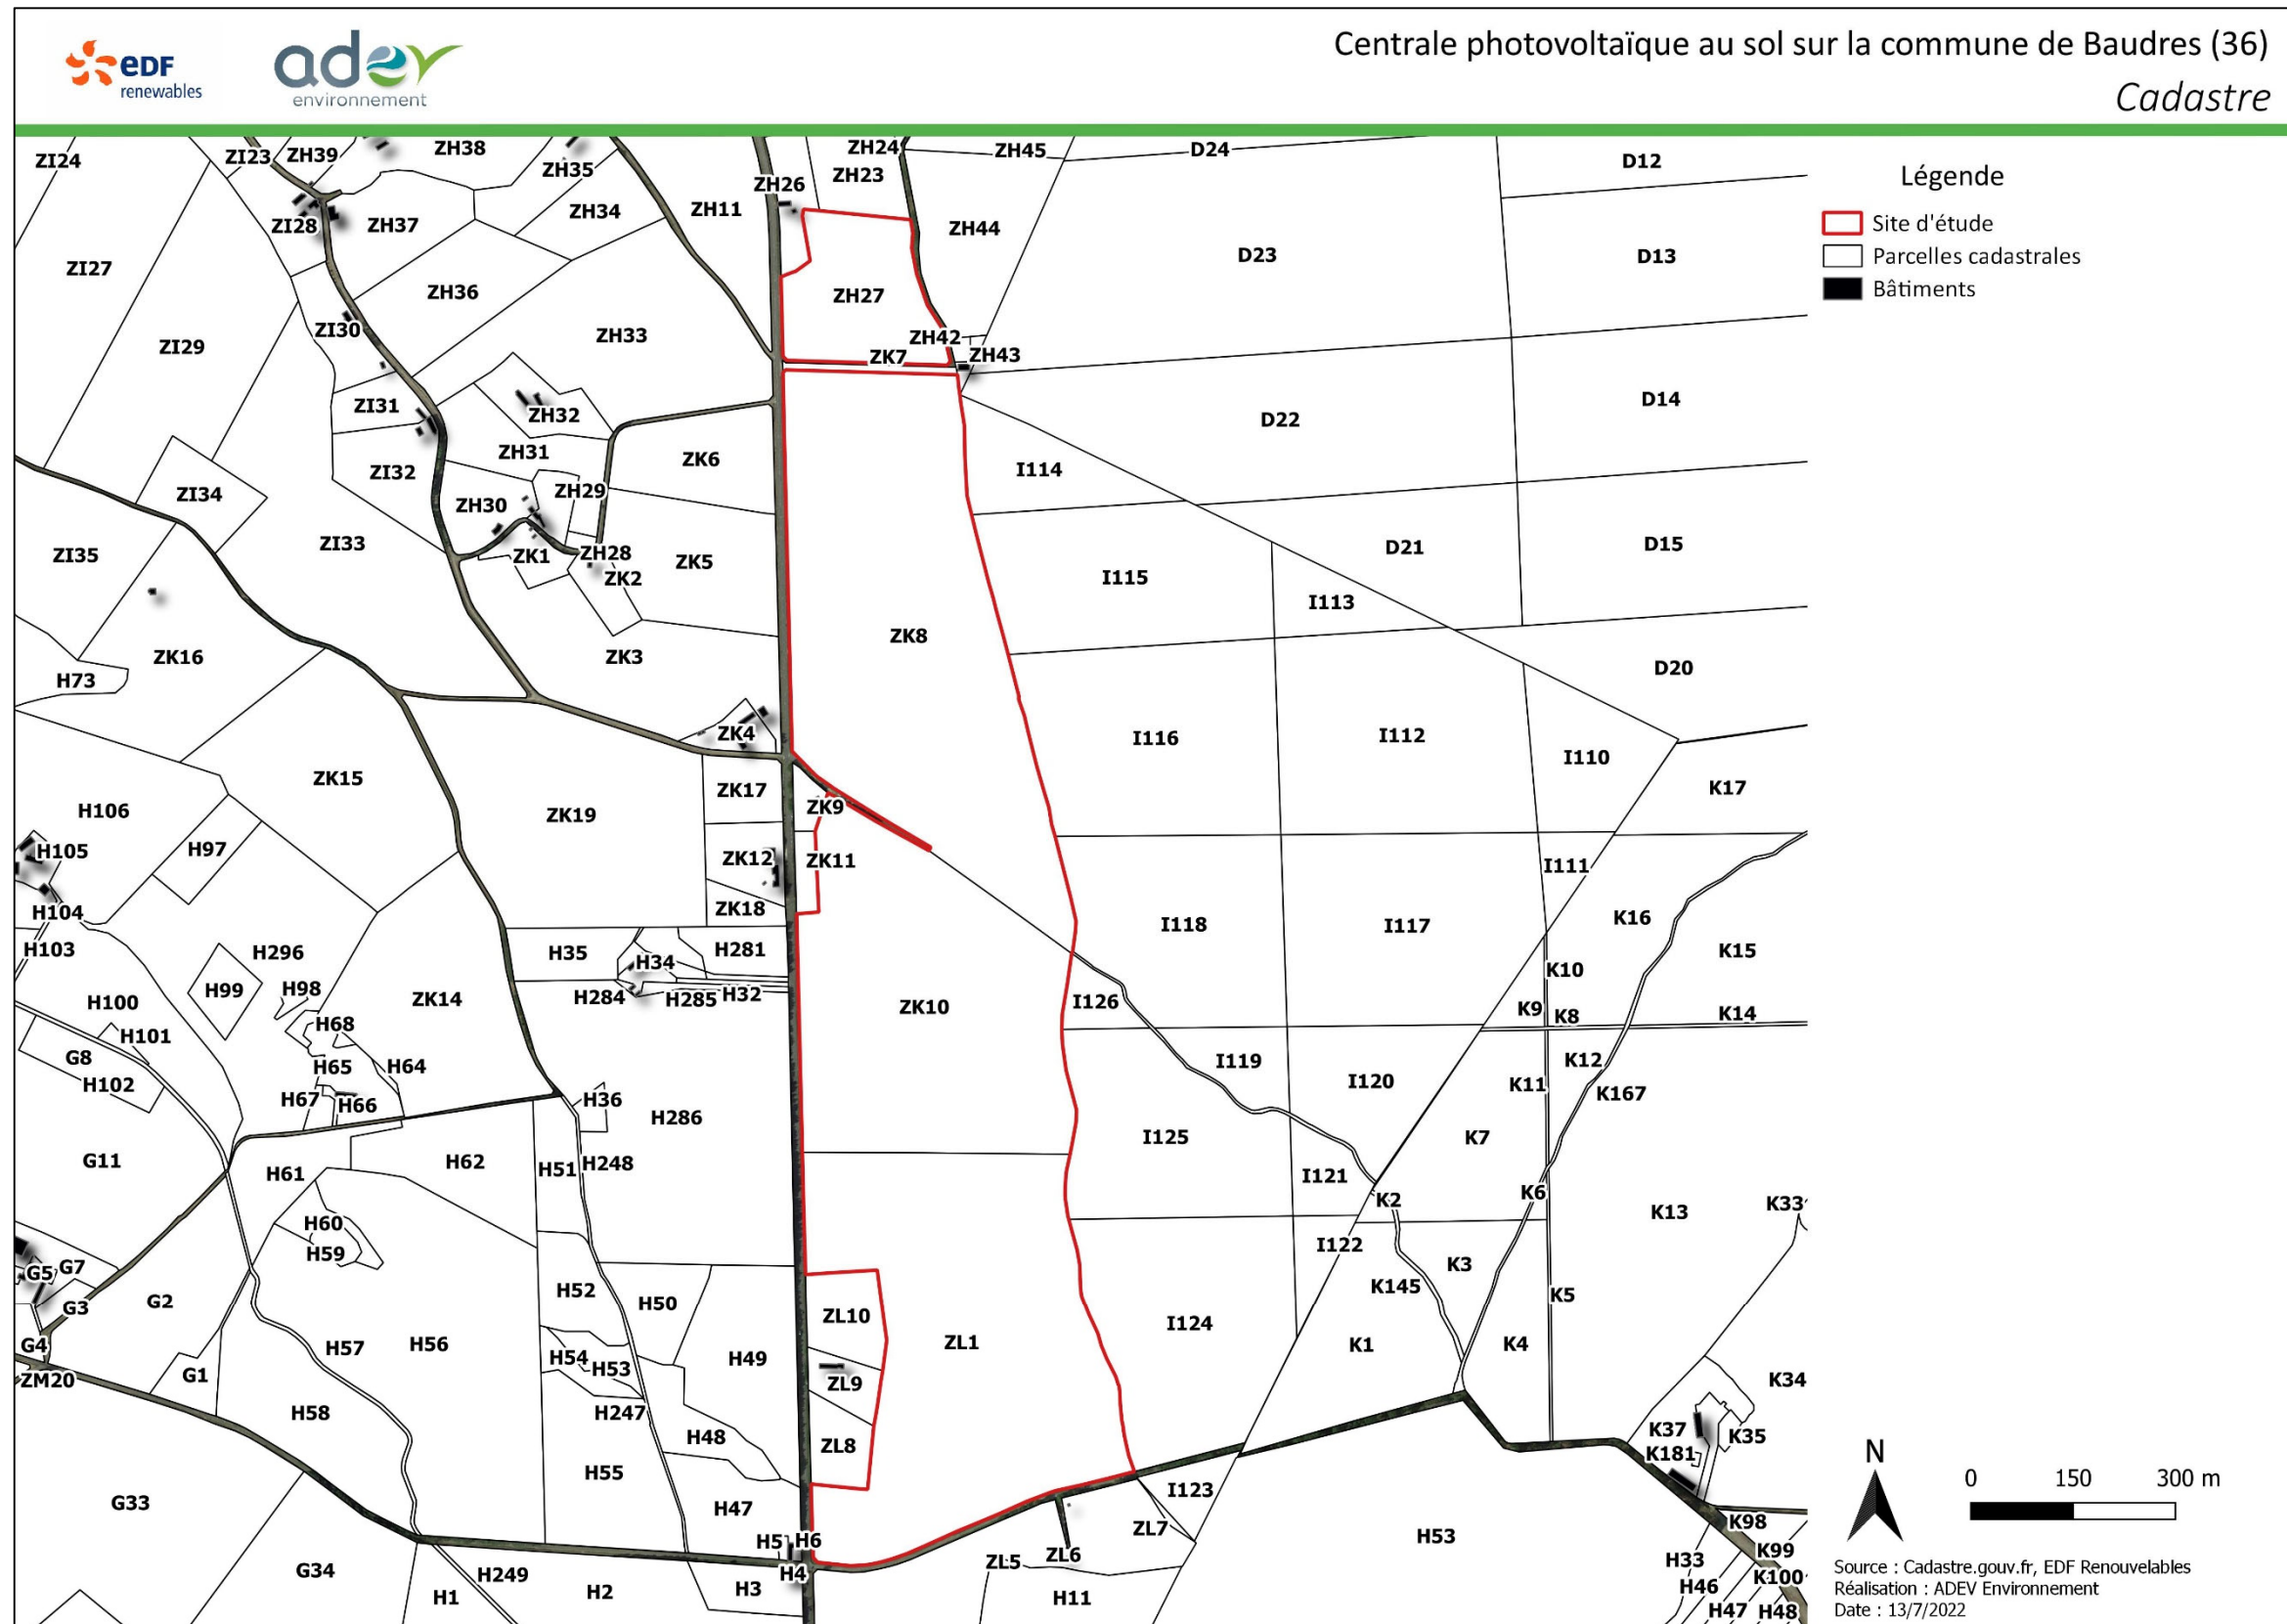 EDF
renewables
adev
environnement
Centrale photovoltaïque au sol sur la commune de Baudres (36)
Cadastre
Légende
Site d'étude
Parcelles cadastrales
Bâtiments
ZI24 ZI23 ZH39 ZH38 ZH35 ZH24 ZH45 D24 D12
ZH26 ZH23
ZI28 ZH37 ZH34 ZH11 ZH44
ZI27 D23 D13
ZH36 ZH27
ZI29 ZI30 ZH33 ZH42
ZK7 ZH43
ZI31 ZH32 D22 D14
ZH31 ZK6 I114
ZI32
ZI34 ZH30 ZH29
ZI35 ZI33 ZK1 ZH28 ZK5 D21 D15
ZK2 I115
I113
ZK16 ZK3 ZK8
H73 D20
ZK4 I116 I112
I110
ZK15 ZK17 K17
H106 ZK19 ZK9
H105 H97 ZK12 ZK11 I111
H104 ZK18 I118 I117 K16
H103 H296 H35 H34 H281 K15
H99 H98 K10
H100 ZK14 H284 H285 H32 ZK10 I126 K9 K8 K14
H68
H101
G8 H65 H64 I119 K12
H102 I120 K11 K167
H67 H66 H36 H286
I125 K7
G11 H61 H62 H51 H248 I121
K2 K6 K13 K33
H60
H59 I122
G5 G7 H52 K145 K3 K5
G3 G2 H50 ZL10
G4 H57 H56 ZL1 I124 K1 K4
G1 H54 H53 H49
ZM20 ZL9 K34
H58 H247 H48 ZL8 K37 K35
K181
G33 H55 H47 I123
H5 H6 ZL7 H53 K98
ZL5 ZL6 H33 K99
G34 H249 H4 K100
H1 H2 H3 H11 H46
H47 H48
N
0 150 300 m
Source : Cadastre.gouv.fr, EDF Renouvelables
Réalisation : ADEV Environnement
Date : 13/7/2022